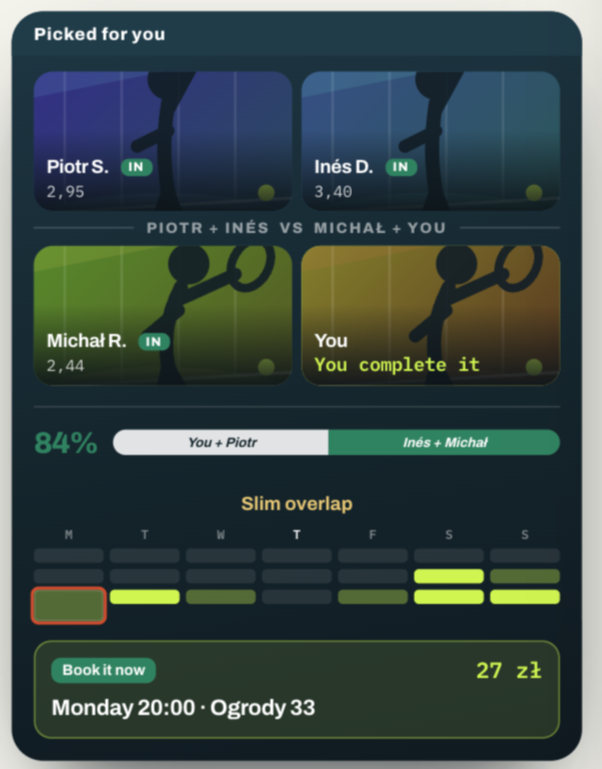 Picked for you
Piotr S. IN
2,95
Inés D. IN
3,40
PIOTR + INÉS VS MICHAŁ + YOU
Michał R. IN
2,44
You
You complete it
84% You + Piotr Inés + Michał
Slim overlap
M T W T F S S
Book it now 27 zł
Monday 20:00 · Ogrody 33